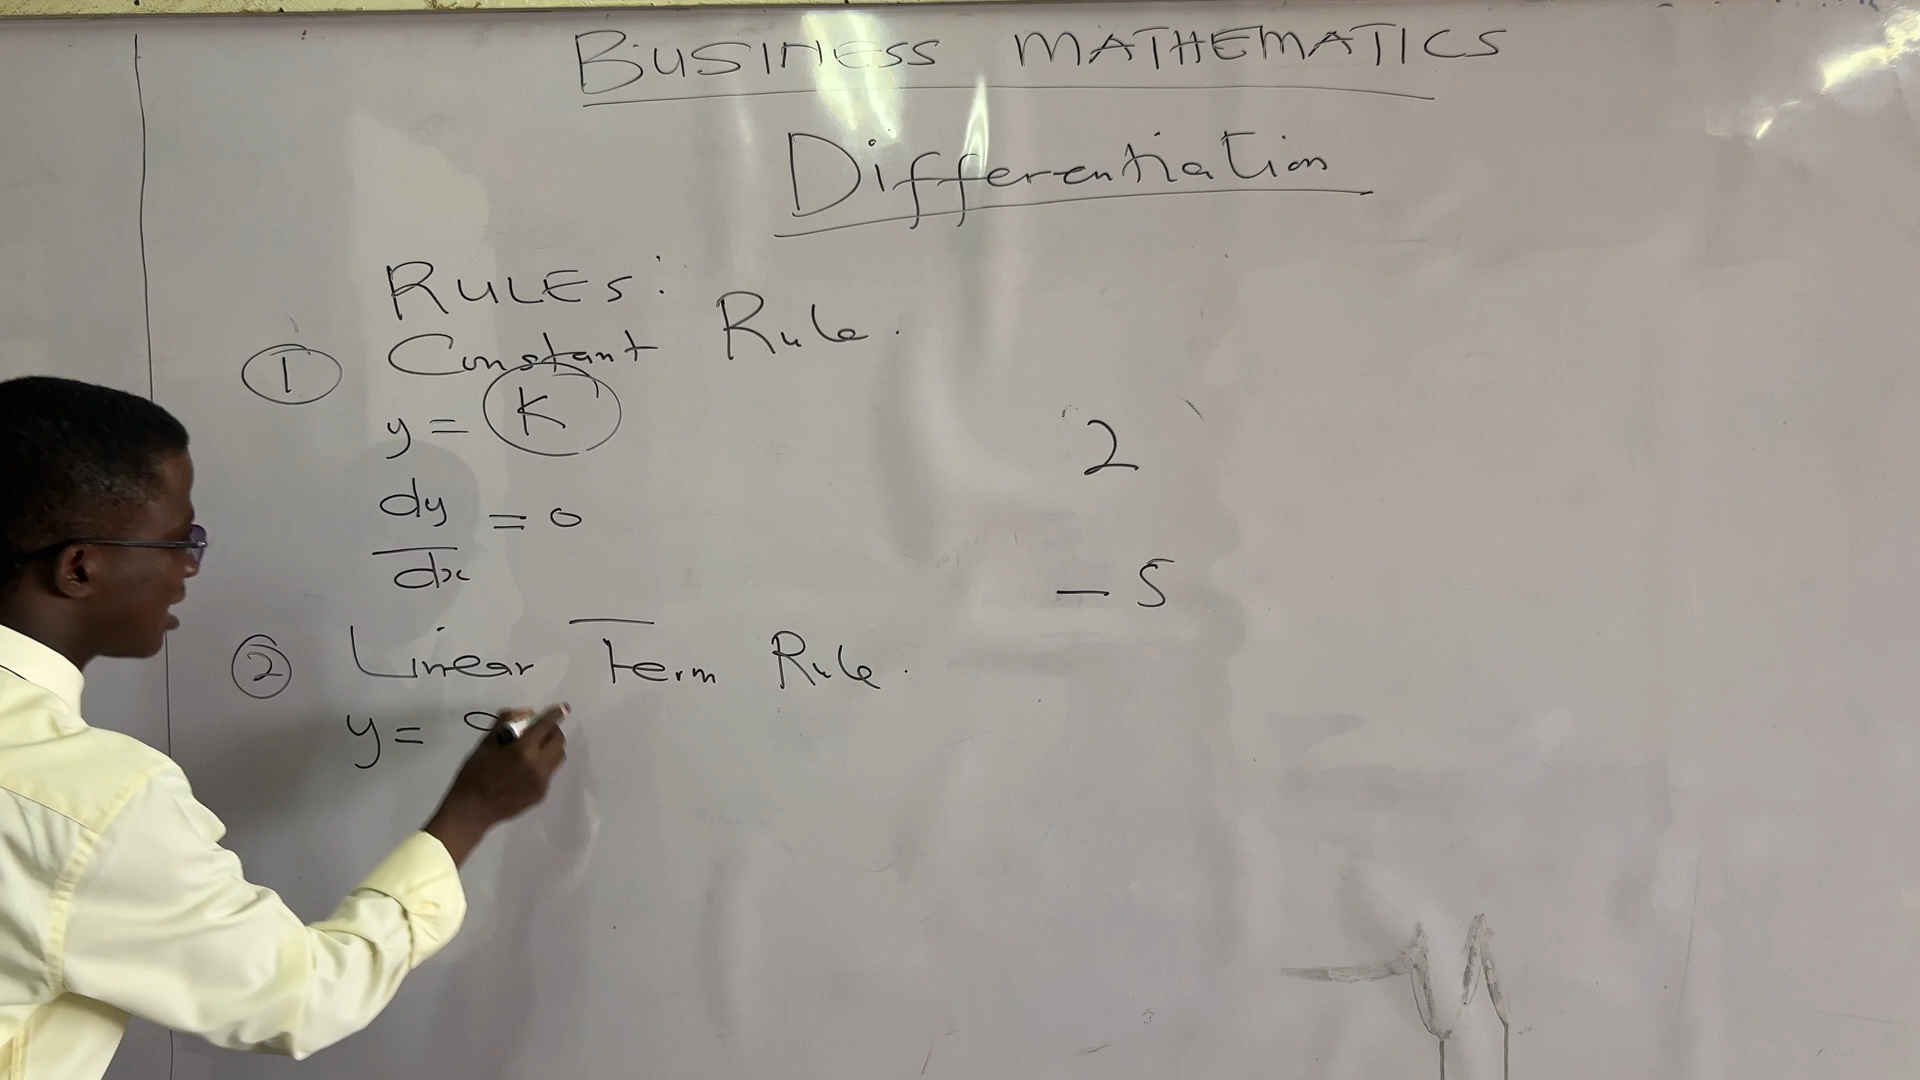 BUSINESS MATHEMATICS
Differentiation
RULES:
① Constant Rule.
y = K
dy
dx = 0
2
- 5
② Linear Term Rule.
y =